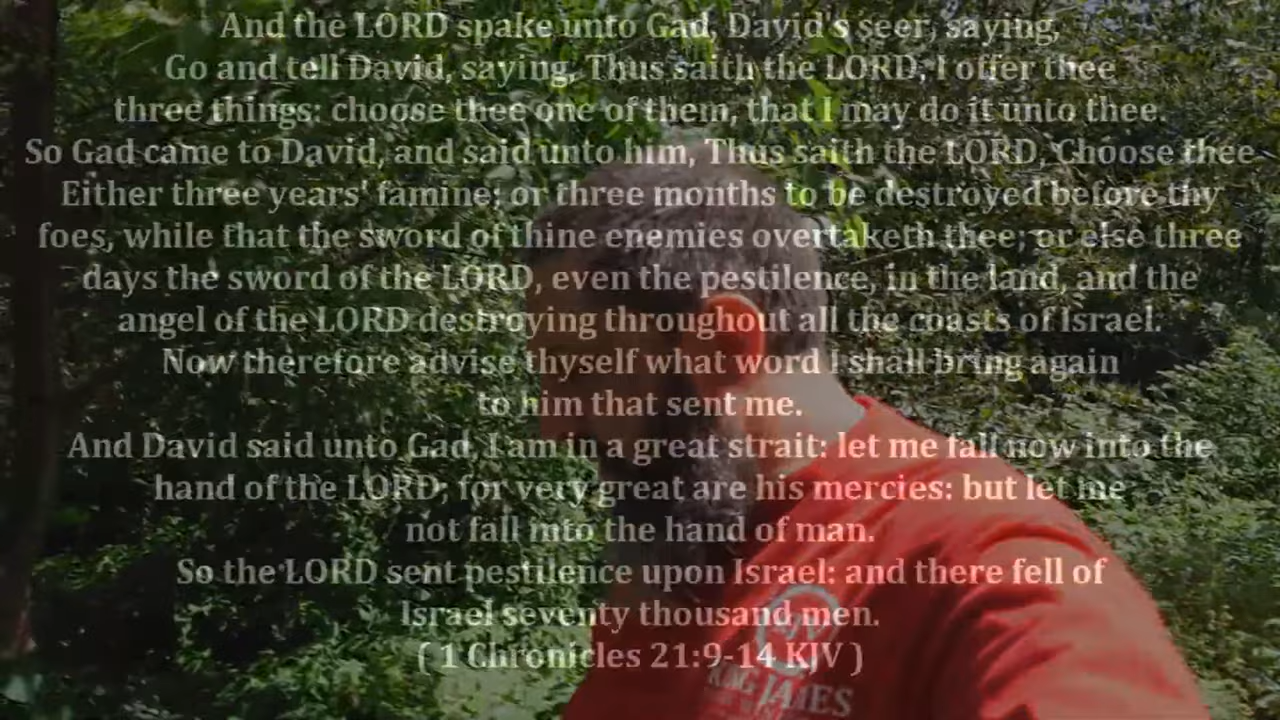 And the LORD spake unto Gad, David's seer, saying,
Go and tell David, saying, Thus saith the LORD, I offer thee
three things: choose thee one of them, that I may do it unto thee.
So Gad came to David, and said unto him, Thus saith the LORD, Choose thee
Either three years' famine; or three months to be destroyed before thy
foes, while that the sword of thine enemies overtaketh thee; or else three
days the sword of the LORD, even the pestilence, in the land, and the
angel of the LORD destroying throughout all the coasts of Israel.
Now therefore advise thyself what word I shall bring again
to him that sent me.
And David said unto Gad, I am in a great strait: let me fall now into the
hand of the LORD; for very great are his mercies: but let me
not fall into the hand of man.
So the LORD sent pestilence upon Israel: and there fell of
Israel seventy thousand men.
( 1 Chronicles 21:9-14 KJV )
JAMES